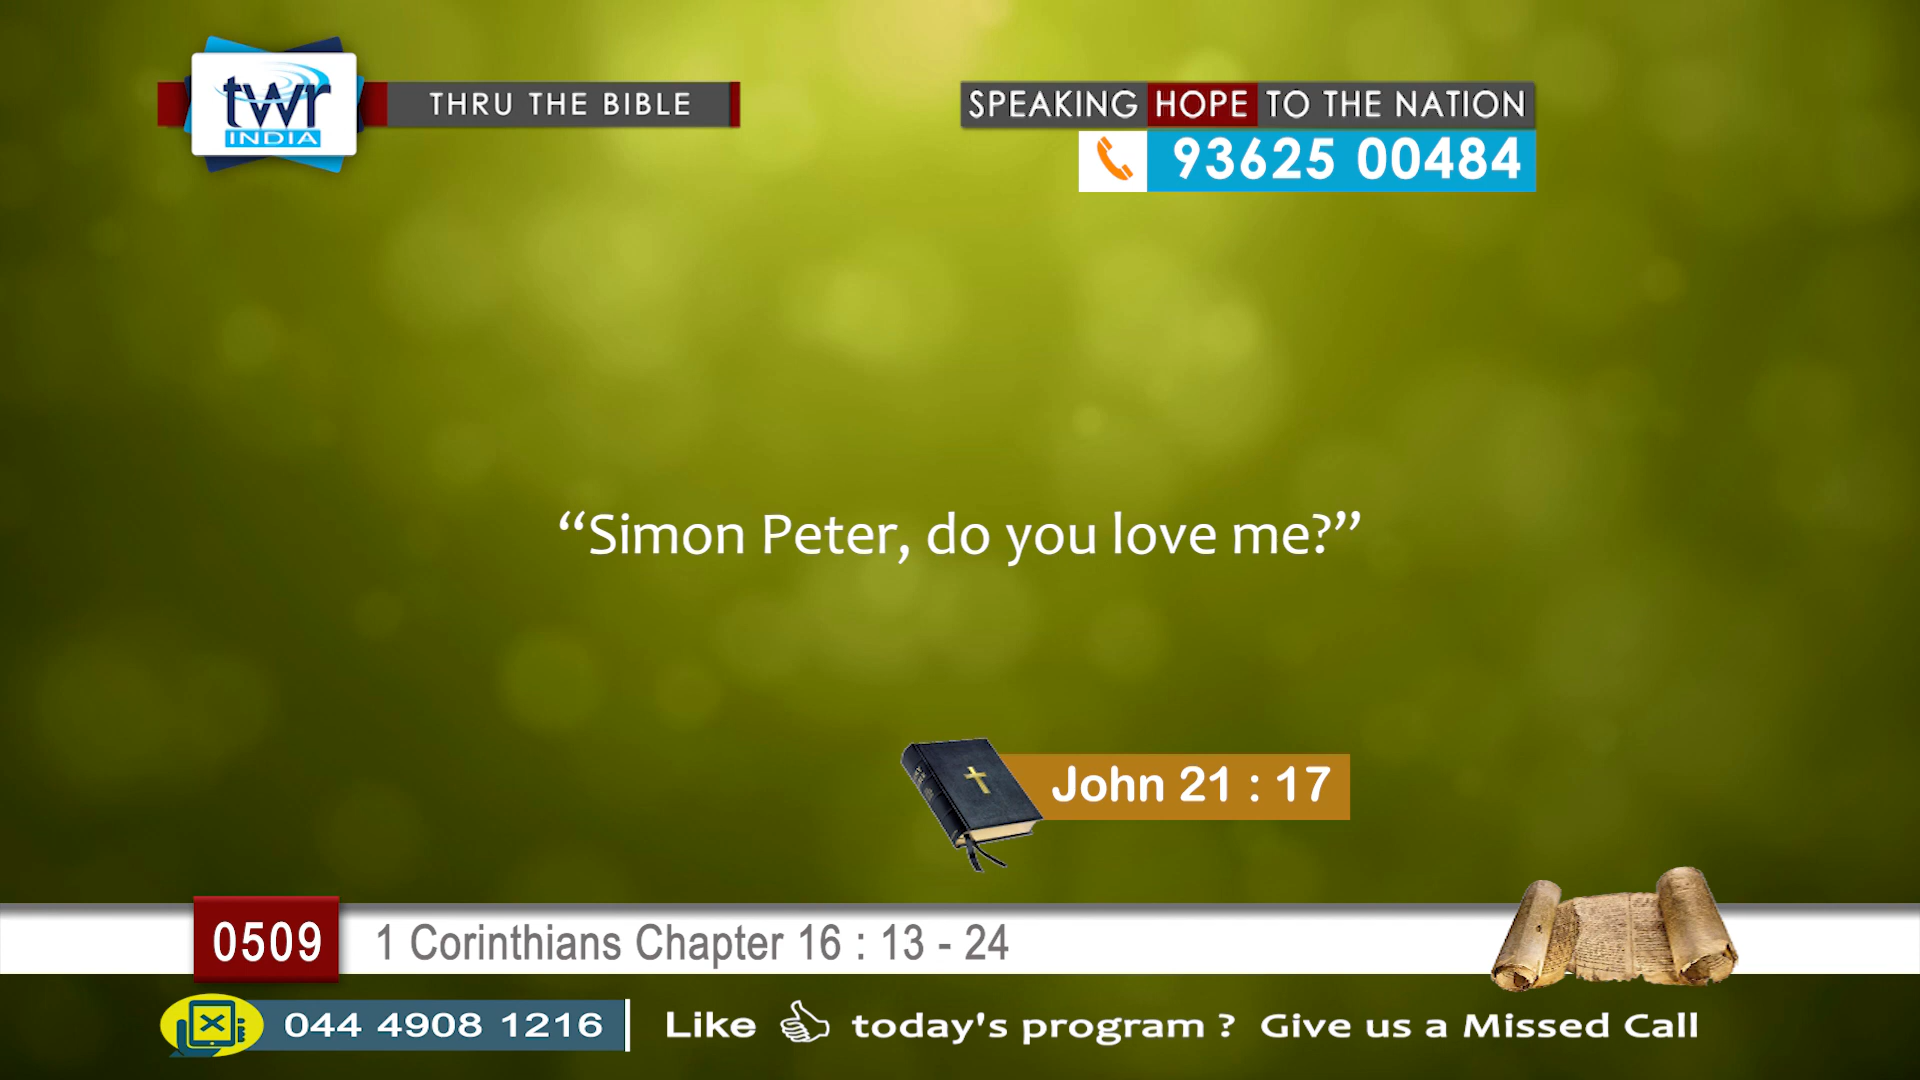 twr
INDIA
THRU THE BIBLE
SPEAKING HOPE TO THE NATION
93625 00484
“Simon Peter, do you love me?”
John 21 : 17
0509
1 Corinthians Chapter 16 : 13 - 24
044 4908 1216
Like today's program ? Give us a Missed Call